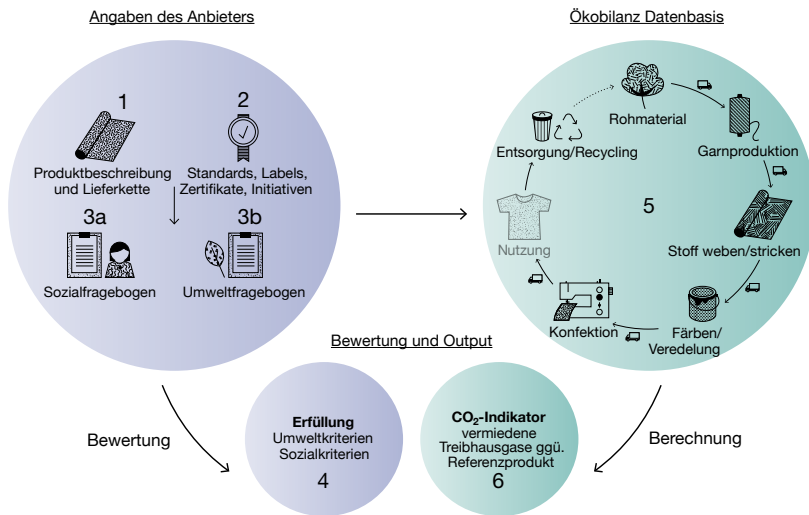 Angaben des Anbieters
Ökobilanz Datenbasis
1
Produktbeschreibung
und Lieferkette
2
Standards, Labels,
Zertifikate, Initiativen
3a
Sozialfragebogen
3b
Umweltfragebogen
Rohmaterial
Garnproduktion
Stoff weben/stricken
Färben/
Veredelung
Konfektion
Nutzung
Entsorgung/Recycling
5
Bewertung und Output
Bewertung
Erfüllung
Umweltkriterien
Sozialkriterien
4
CO₂-Indikator
vermiedene
Treibhausgase ggü.
Referenzprodukt
6
Berechnung